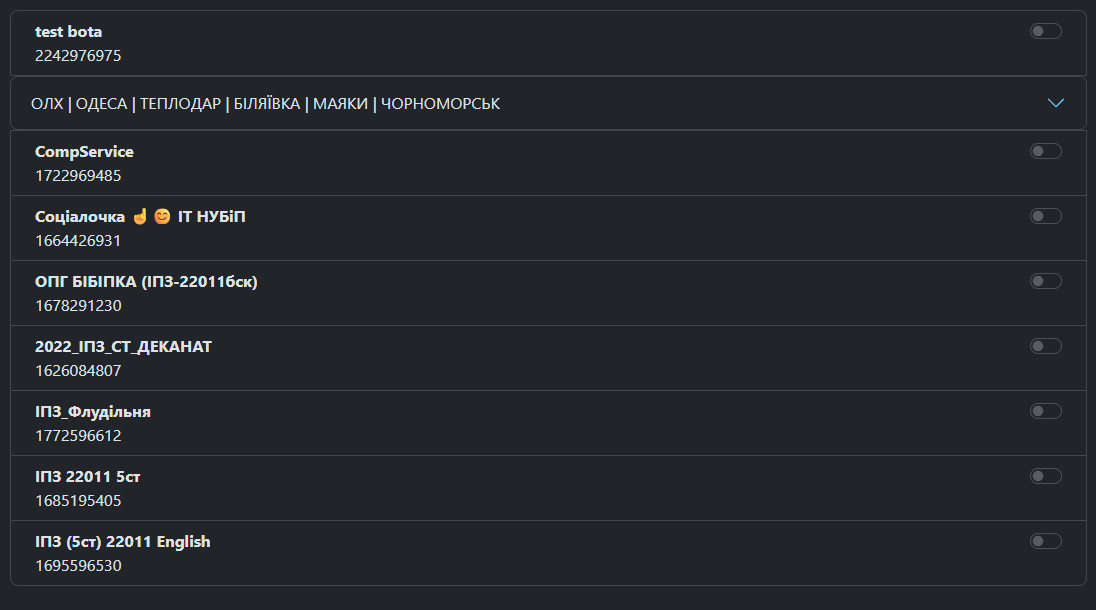 test bota
2242976975
ОЛХ | ОДЕСА | ТЕПЛОДАР | БІЛЯЇВКА | МАЯКИ | ЧОРНОМОРСЬК
CompService
1722969485
Соціалочка ☝😊 ІТ НУБіП
1664426931
ОПГ БІБІПКА (ІПЗ-22011бск)
1678291230
2022_ІПЗ_СТ_ДЕКАНАТ
1626084807
ІПЗ_Флудільня
1772596612
ІПЗ 22011 5ст
1685195405
ІПЗ (5ст) 22011 English
1695596530